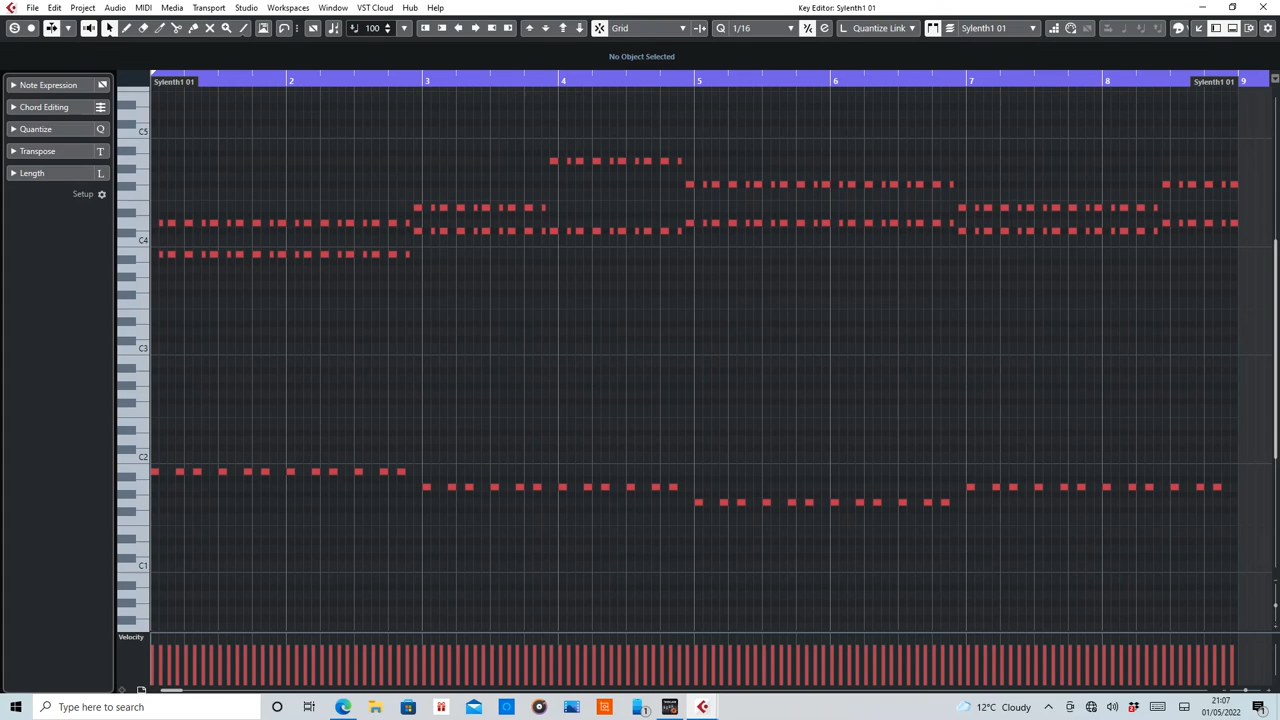 Key Editor: Sylenth1 01
File Edit Project Audio MIDI Media Transport Studio Workspaces Window VST Cloud Hub Help
S 100 Grid Q 1/16 Quantize Link Sylenth1 01
No Object Selected
Sylenth1 01 2 3 4 5 6 7 8 Sylenth1 01 9
Note Expression
Chord Editing
Quantize Q
Transpose T
Length L
Setup
C5
C4
C3
C2
C1
Velocity
Type here to search
1
12°C Cloudy
21:07
01/05/2022
1